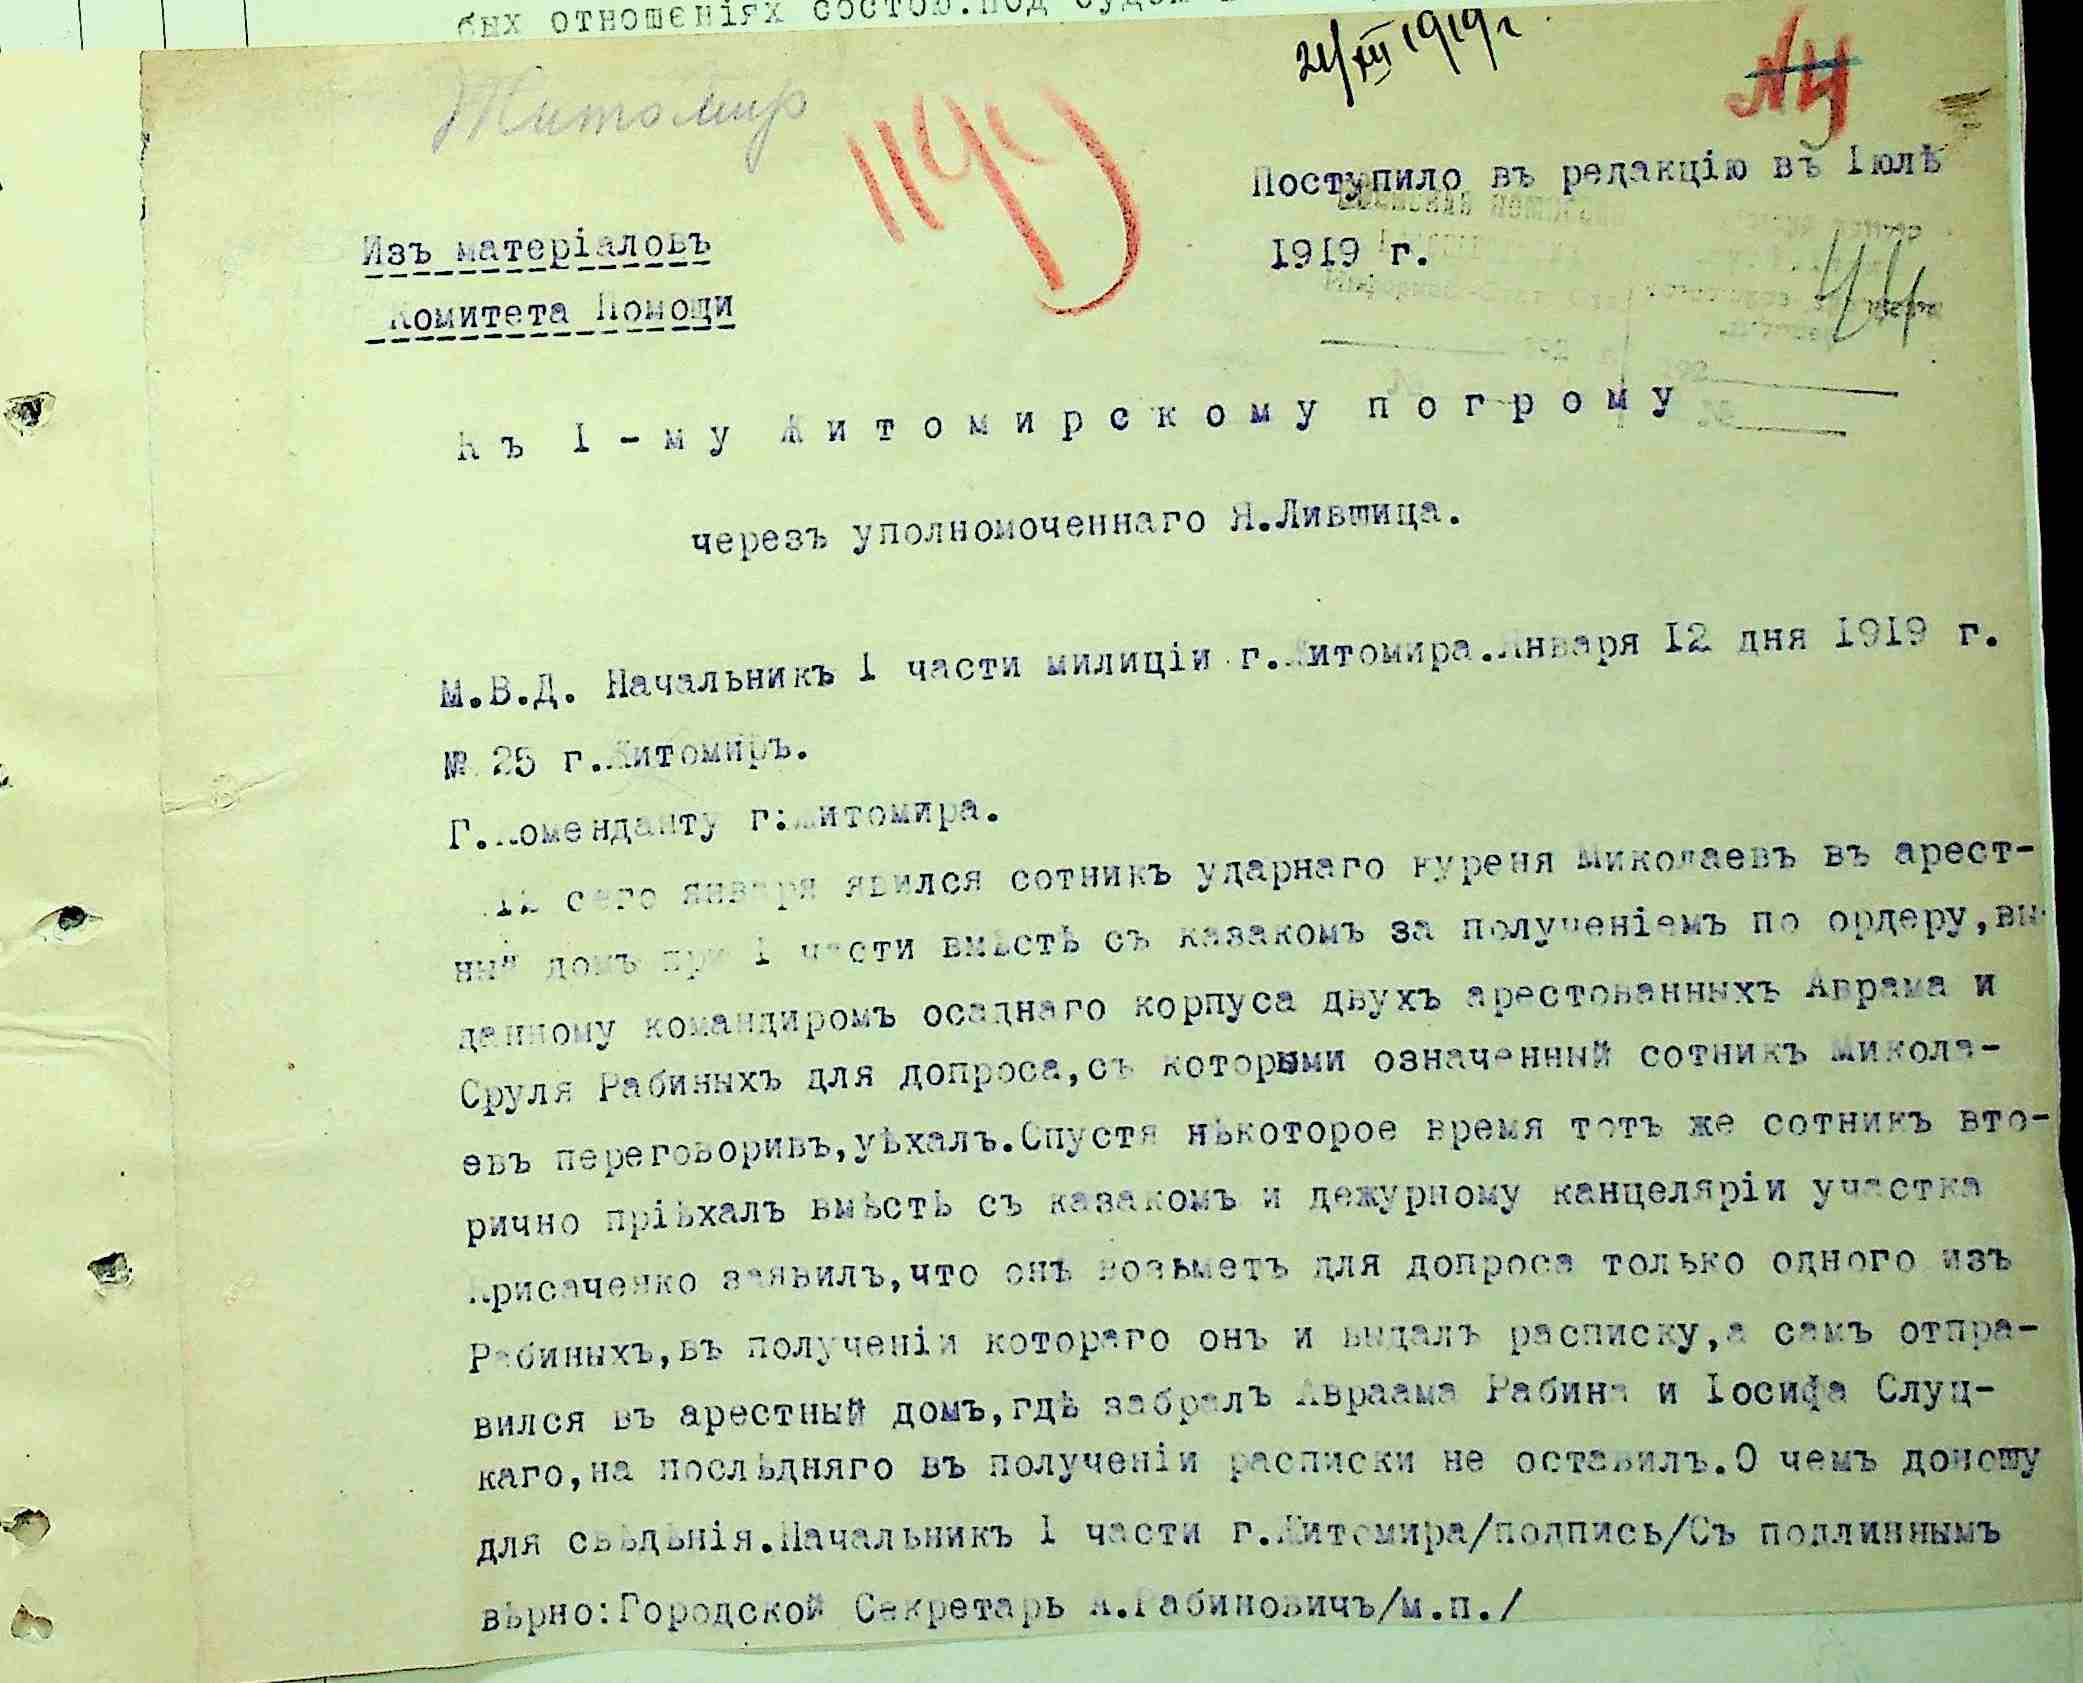 бых отношеніях состою. Под судом
21/XII 1919 г.
Житомир
Поступило въ редакцію въ Іюлѣ
1919 г.
Изъ матеріаловъ
Комитета Помощи
Къ I-му Житомирскому погрому
черезъ уполномоченнаго Я.Лившица.
М.В.Д. Начальникъ I части милиціи г.Житомира.Января 12 дня 1919 г.
№ 25 г.Житомиръ.
Г.Коменданту г:Житомира.
сего января явился сотникъ ударнаго куреня Миколаевъ въ арест-
ный домъ при I части вмѣстѣ съ казакомъ за полученіемъ по ордеру,вы-
данному командиромъ осаднаго корпуса двухъ арестованныхъ Аврама и
Сруля Рабиныхъ для допроса,съ которыми означенный сотникъ Микола-
евъ переговоривъ,уѣхалъ.Спустя нѣкоторое время тотъ же сотникъ вто-
рично пріѣхалъ вмѣстѣ съ казакомъ и дежурному канцеляріи участка
Крисаченко заявилъ,что онъ возьметъ для допроса только одного изъ
Рабиныхъ,въ полученіи котораго онъ и выдалъ расписку,а самъ отпра-
вился въ арестный домъ,гдѣ забралъ Авраама Рабина и Іосифа Слуц-
каго,на послѣдняго въ полученіи расписки не оставилъ.О чемъ доношу
для свѣдѣнія.Начальникъ I части г.Житомира/подпись/Съ подлиннымъ
вѣрно:Городской Секретарь А.Рабиновичъ/м.п./